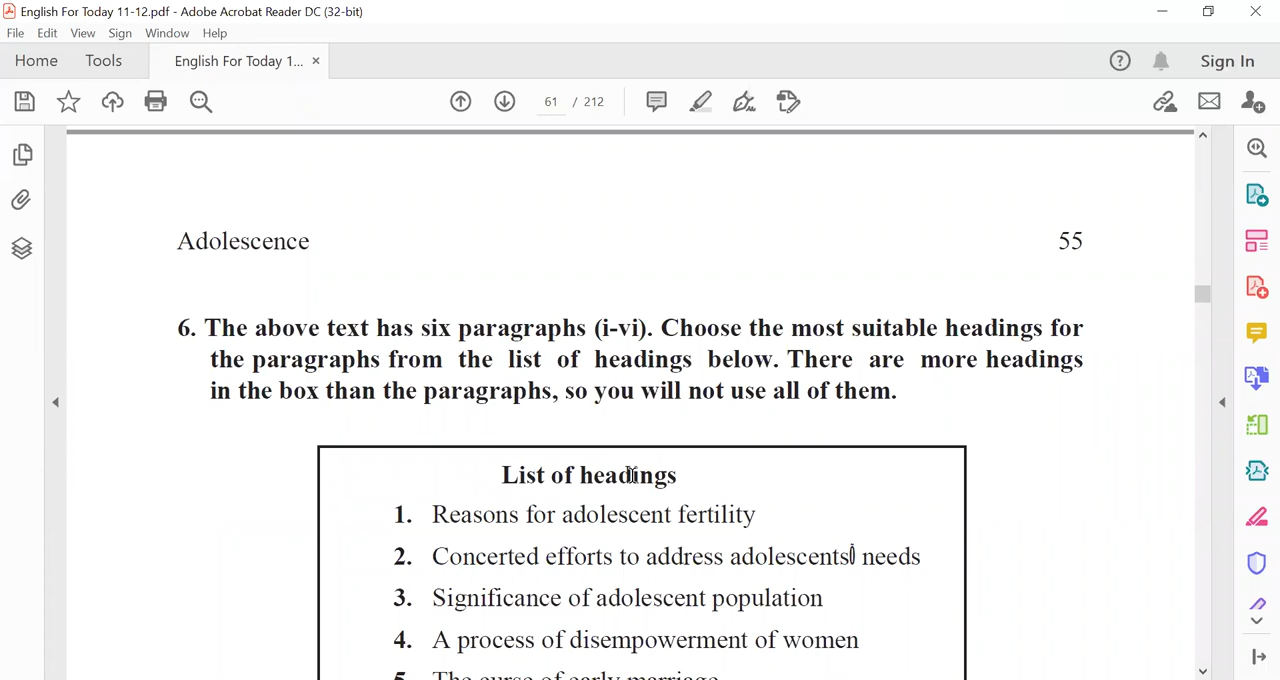 English For Today 11-12.pdf - Adobe Acrobat Reader DC (32-bit)
File Edit View Sign Window Help
Home Tools English For Today 1... × Sign In
61 / 212
Adolescence 55
6. The above text has six paragraphs (i-vi). Choose the most suitable headings for
the paragraphs from the list of headings below. There are more headings
in the box than the paragraphs, so you will not use all of them.
List of headings
1. Reasons for adolescent fertility
2. Concerted efforts to address adolescentsÕ needs
3. Significance of adolescent population
4. A process of disempowerment of women
5. The curse of early marriage